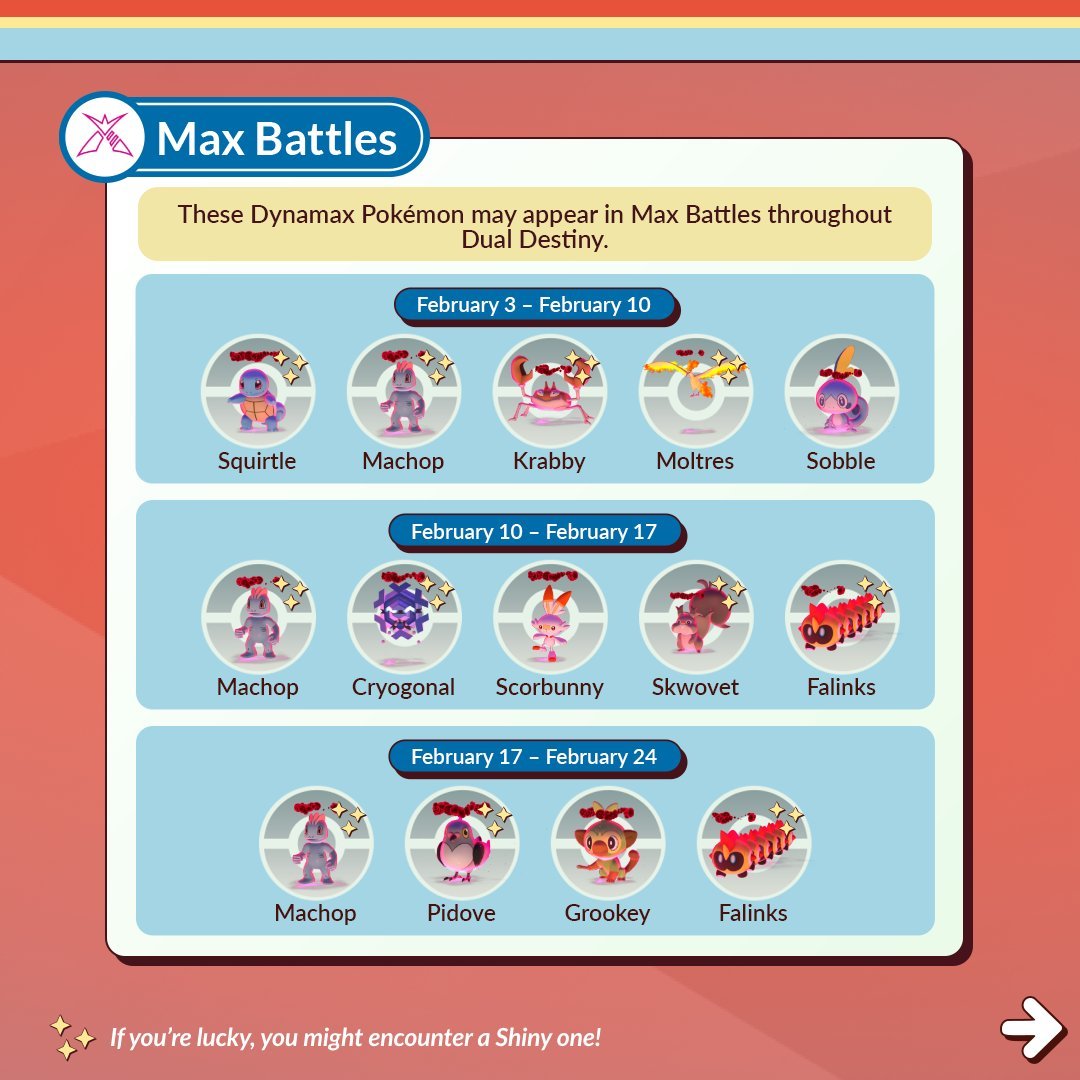 Max Battles
These Dynamax Pokémon may appear in Max Battles throughout
Dual Destiny.
February 3 – February 10
Squirtle
Machop
Krabby
Moltres
Sobble
February 10 – February 17
Machop
Cryogonal
Scorbunny
Skwovet
Falinks
February 17 – February 24
Machop
Pidove
Grookey
Falinks
If you're lucky, you might encounter a Shiny one!